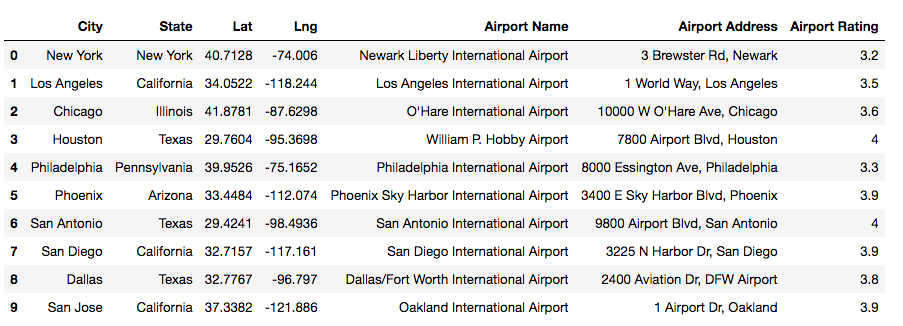 City State Lat Lng Airport Name Airport Address Airport Rating
0 New York New York 40.7128 -74.006 Newark Liberty International Airport 3 Brewster Rd, Newark 3.2
1 Los Angeles California 34.0522 -118.244 Los Angeles International Airport 1 World Way, Los Angeles 3.5
2 Chicago Illinois 41.8781 -87.6298 O'Hare International Airport 10000 W O'Hare Ave, Chicago 3.6
3 Houston Texas 29.7604 -95.3698 William P. Hobby Airport 7800 Airport Blvd, Houston 4
4 Philadelphia Pennsylvania 39.9526 -75.1652 Philadelphia International Airport 8000 Essington Ave, Philadelphia 3.3
5 Phoenix Arizona 33.4484 -112.074 Phoenix Sky Harbor International Airport 3400 E Sky Harbor Blvd, Phoenix 3.9
6 San Antonio Texas 29.4241 -98.4936 San Antonio International Airport 9800 Airport Blvd, San Antonio 4
7 San Diego California 32.7157 -117.161 San Diego International Airport 3225 N Harbor Dr, San Diego 3.9
8 Dallas Texas 32.7767 -96.797 Dallas/Fort Worth International Airport 2400 Aviation Dr, DFW Airport 3.8
9 San Jose California 37.3382 -121.886 Oakland International Airport 1 Airport Dr, Oakland 3.9